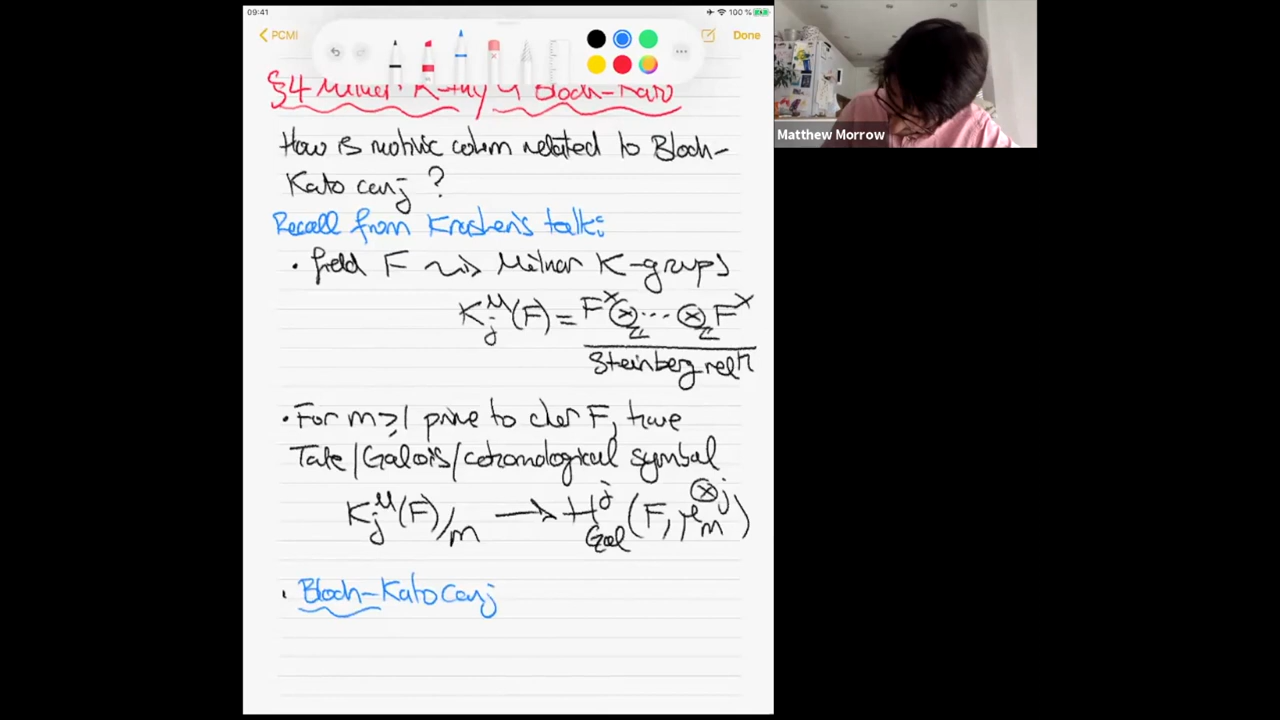 09:41
100 %
PCMI
Done
§4 Milnor K-thy & Bloch-Kato
How is motivic cohom related to Bloch-
Kato conj ?
Recall from Krashen's talk:
• field F ⇝ Milnor K-groups
K_j^M(F) = F^× ⊗_ℤ ⋯ ⊗_ℤ F^×
Steinberg rel^n
• For m ≥ 1 prime to char F, have
Tate/Galois/cohomological symbol
K_j^M(F)/m → H^j_Gal (F, μ_m^{⊗j})
• Bloch-Kato conj
Matthew Morrow